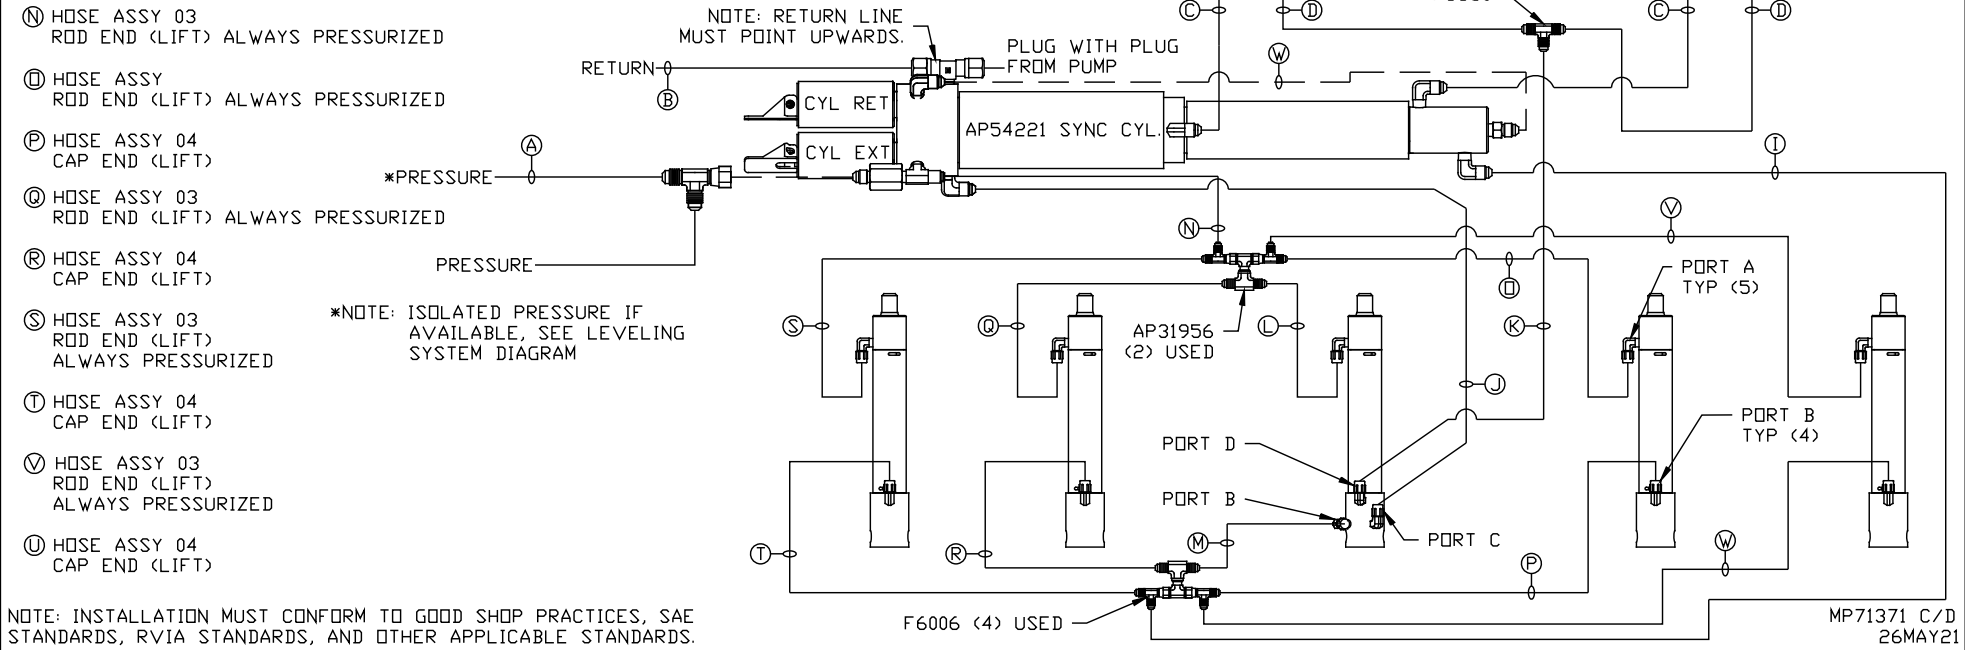 N HOSE ASSY 03
ROD END (LIFT) ALWAYS PRESSURIZED
O HOSE ASSY
ROD END (LIFT) ALWAYS PRESSURIZED
P HOSE ASSY 04
CAP END (LIFT)
Q HOSE ASSY 03
ROD END (LIFT) ALWAYS PRESSURIZED
R HOSE ASSY 04
CAP END (LIFT)
S HOSE ASSY 03
ROD END (LIFT)
ALWAYS PRESSURIZED
T HOSE ASSY 04
CAP END (LIFT)
V HOSE ASSY 03
ROD END (LIFT)
ALWAYS PRESSURIZED
U HOSE ASSY 04
CAP END (LIFT)
NOTE: INSTALLATION MUST CONFORM TO GOOD SHOP PRACTICES, SAE
STANDARDS, RVIA STANDARDS, AND OTHER APPLICABLE STANDARDS.
NOTE: RETURN LINE
MUST POINT UPWARDS.
C
D
C
D
RETURN
B
PLUG WITH PLUG
FROM PUMP
W
CYL RET
AP54221 SYNC CYL.
CYL EXT
A
*PRESSURE
I
PRESSURE
*NOTE: ISOLATED PRESSURE IF
AVAILABLE, SEE LEVELING
SYSTEM DIAGRAM
N
V
O
PORT A
TYP (5)
S
Q
AP31956
(2) USED
L
K
J
PORT B
TYP (4)
PORT D
PORT B
PORT C
T
R
M
P
W
F6006 (4) USED
MP71371 C/D
26MAY21